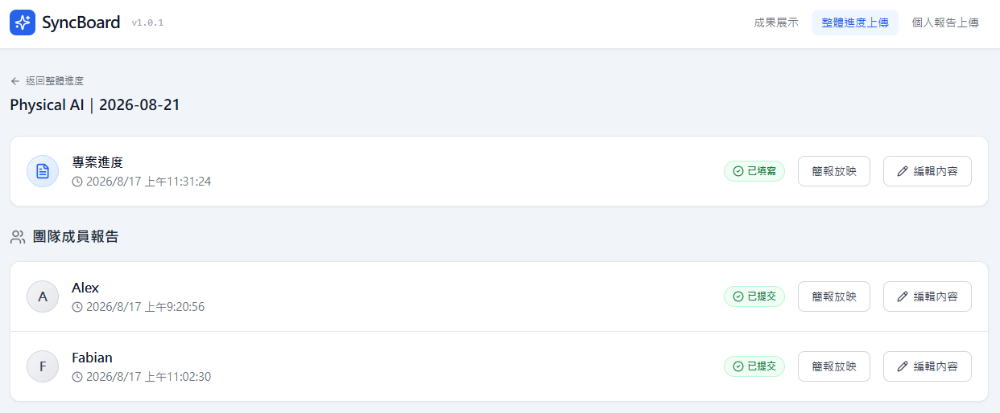 SyncBoard v1.0.1 成果展示 整體進度上傳 個人報告上傳
← 返回整體進度
Physical AI | 2026-08-21
專案進度
2026/8/17 上午11:31:24
已填寫 簡報放映 編輯內容
團隊成員報告
A
Alex
2026/8/17 上午9:20:56
已提交 簡報放映 編輯內容
F
Fabian
2026/8/17 上午11:02:30
已提交 簡報放映 編輯內容